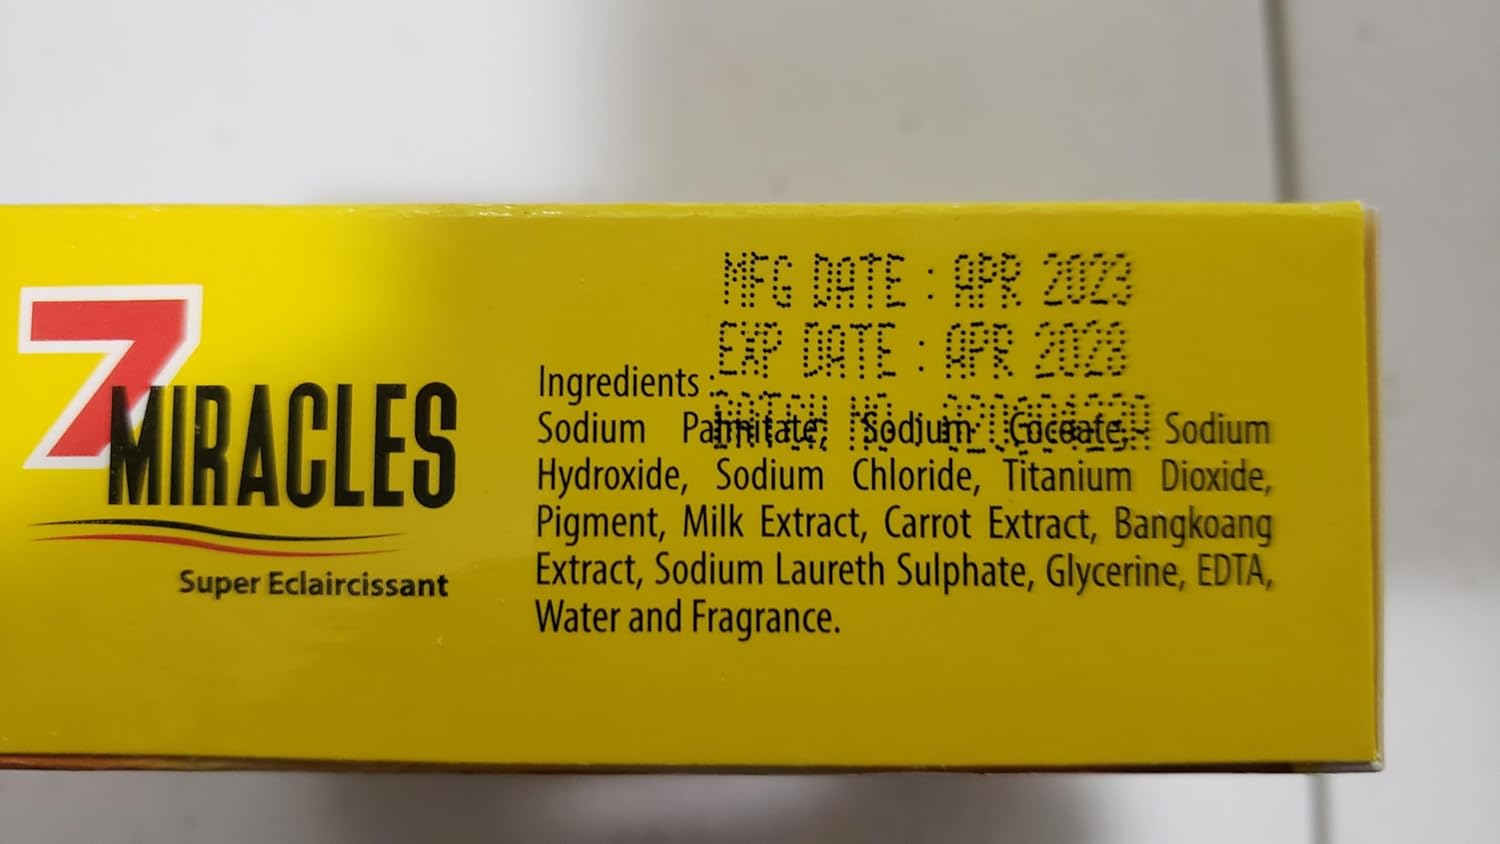 7
MIRACLES
Super Eclaircissant
MFG DATE : APR 2023
EXP DATE : APR 2028
Ingredients :
Sodium Palmitate, Sodium Cocoate, Sodium
Hydroxide, Sodium Chloride, Titanium Dioxide,
Pigment, Milk Extract, Carrot Extract, Bangkoang
Extract, Sodium Laureth Sulphate, Glycerine, EDTA,
Water and Fragrance.